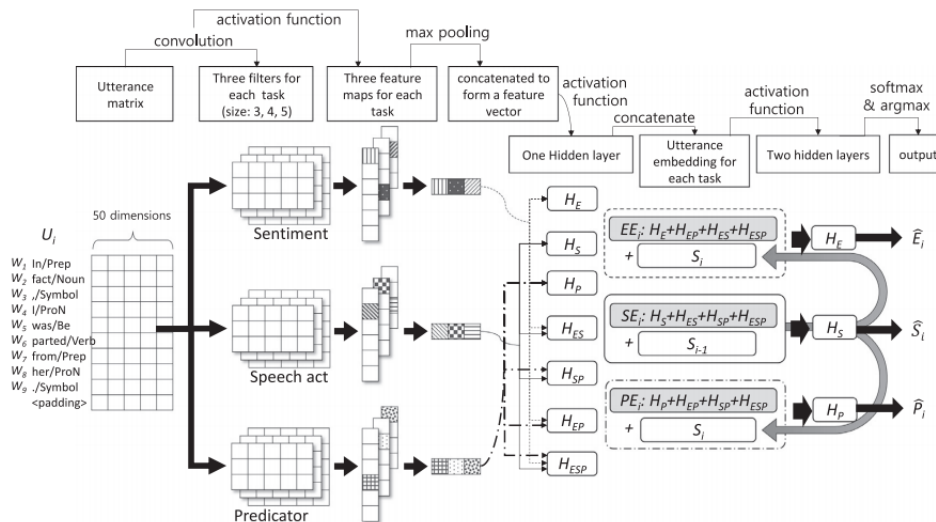 activation function
convolution
max pooling
Utterance
matrix
Three filters for
each task
(size: 3, 4, 5)
Three feature
maps for each
task
concatenated to
form a feature
vector
activation
function
concatenate
activation
function
softmax
& argmax
One Hidden layer
Utterance
embedding for
each task
Two hidden layers
output
50 dimensions
U_i
W_1 In/Prep
W_2 fact/Noun
W_3 ,/Symbol
W_4 I/ProN
W_5 was/Be
W_6 parted/Verb
W_7 from/Prep
W_8 her/ProN
W_9 ./Symbol
<padding>
Sentiment
Speech act
Predicator
H_E
H_S
H_P
H_ES
H_SP
H_EP
H_ESP
EE_i: H_E+H_EP+H_ES+H_ESP
+ S_i
H_E
Ê_i
SE_i: H_S+H_ES+H_SP+H_ESP
+ S_{i-1}
H_S
Ŝ_i
PE_i: H_P+H_EP+H_SP+H_ESP
+ S_i
H_P
P̂_i